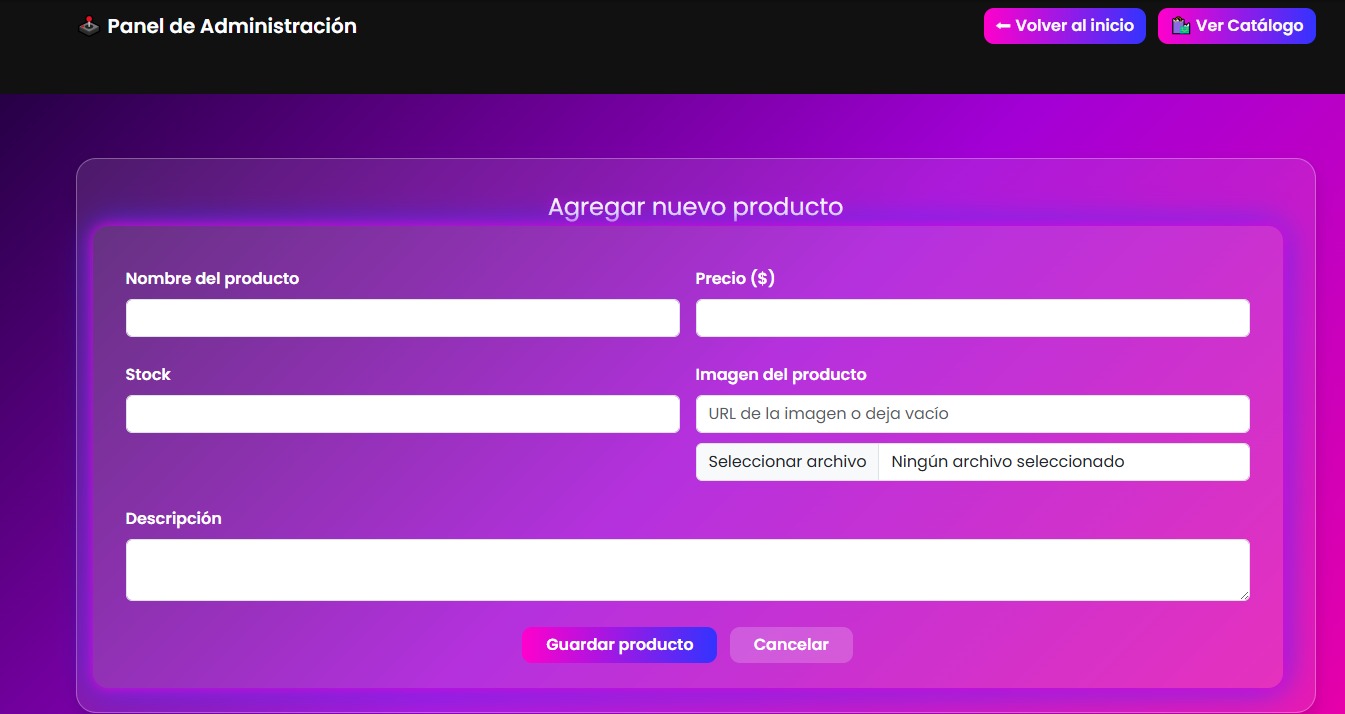 🕹️ Panel de Administración
⬅ Volver al inicio
🛍️ Ver Catálogo
Agregar nuevo producto
Nombre del producto
Precio ($)
Stock
Imagen del producto
URL de la imagen o deja vacío
Seleccionar archivo Ningún archivo seleccionado
Descripción
Guardar producto
Cancelar